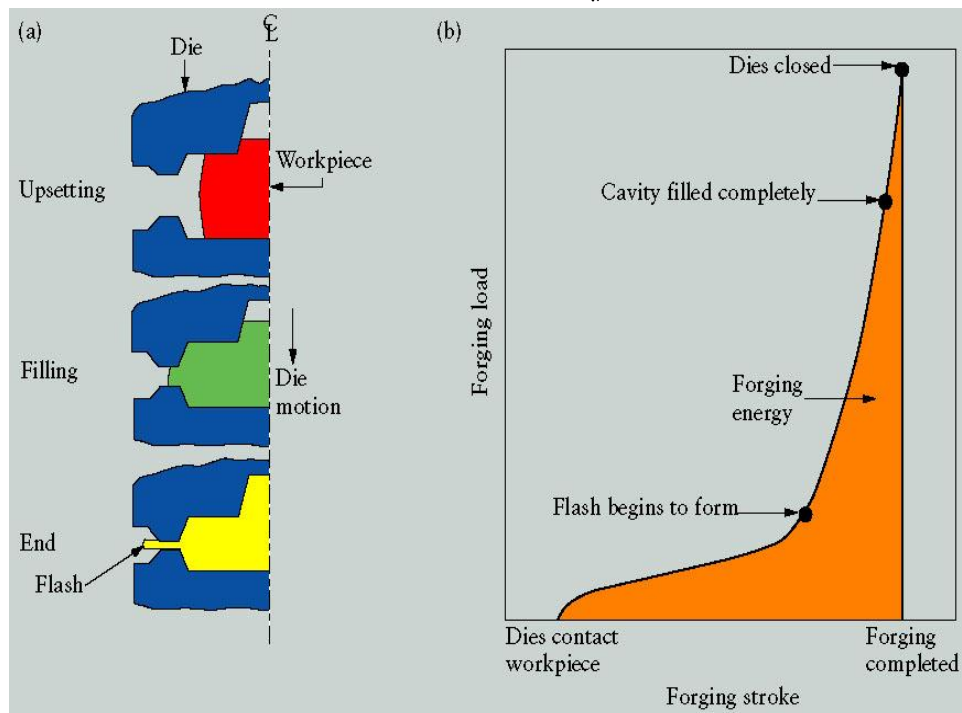 (a)
℄
Die
Workpiece
Upsetting
Filling
Die
motion
End
Flash
(b)
Dies closed
Cavity filled completely
Forging load
Forging
energy
Flash begins to form
Dies contact
workpiece
Forging
completed
Forging stroke